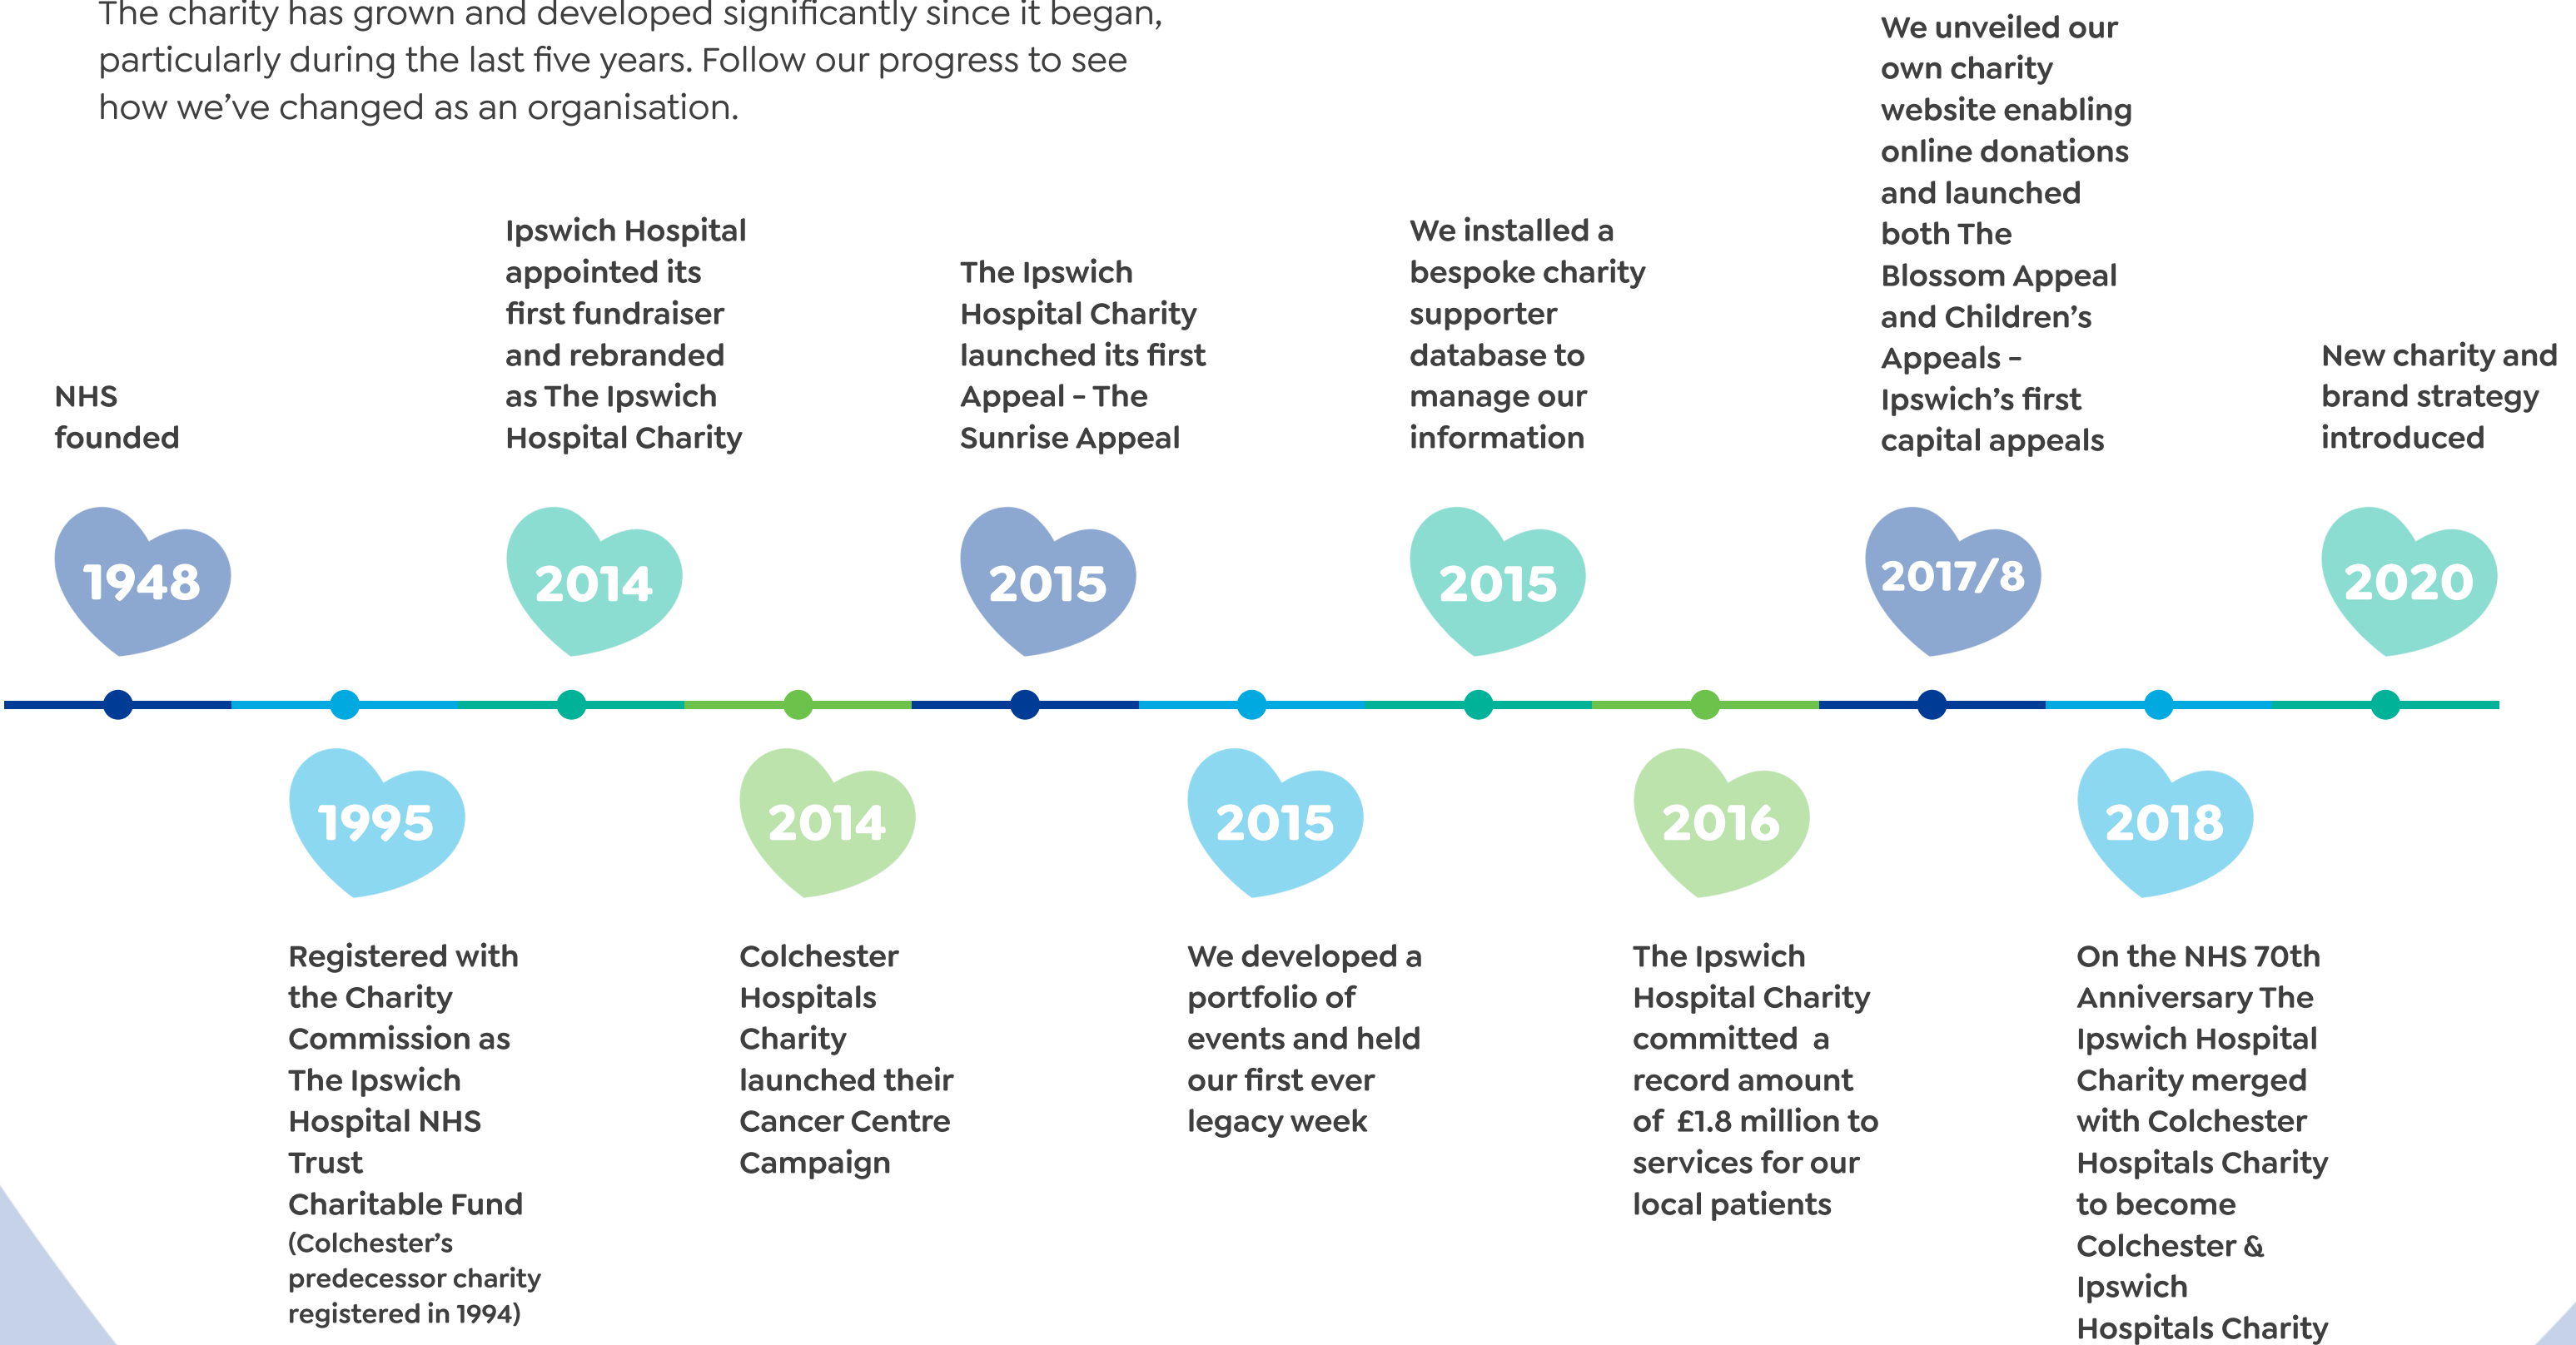 The charity has grown and developed significantly since it began,
particularly during the last five years. Follow our progress to see
how we've changed as an organisation.
NHS
founded
1948
Registered with
the Charity
Commission as
The Ipswich
Hospital NHS
Trust
Charitable Fund
(Colchester's
predecessor charity
registered in 1994)
1995
Ipswich Hospital
appointed its
first fundraiser
and rebranded
as The Ipswich
Hospital Charity
2014
2014
Colchester
Hospitals
Charity
launched their
Cancer Centre
Campaign
The Ipswich
Hospital Charity
launched its first
Appeal - The
Sunrise Appeal
2015
2015
We developed a
portfolio of
events and held
our first ever
legacy week
We installed a
bespoke charity
supporter
database to
manage our
information
2015
2016
The Ipswich
Hospital Charity
committed  a
record amount
of  £1.8 million to
services for our
local patients
We unveiled our
own charity
website enabling
online donations
and launched
both The
Blossom Appeal
and Children's
Appeals -
Ipswich's first
capital appeals
2017/8
2018
On the NHS 70th
Anniversary The
Ipswich Hospital
Charity merged
with Colchester
Hospitals Charity
to become
Colchester &
Ipswich
Hospitals Charity
New charity and
brand strategy
introduced
2020